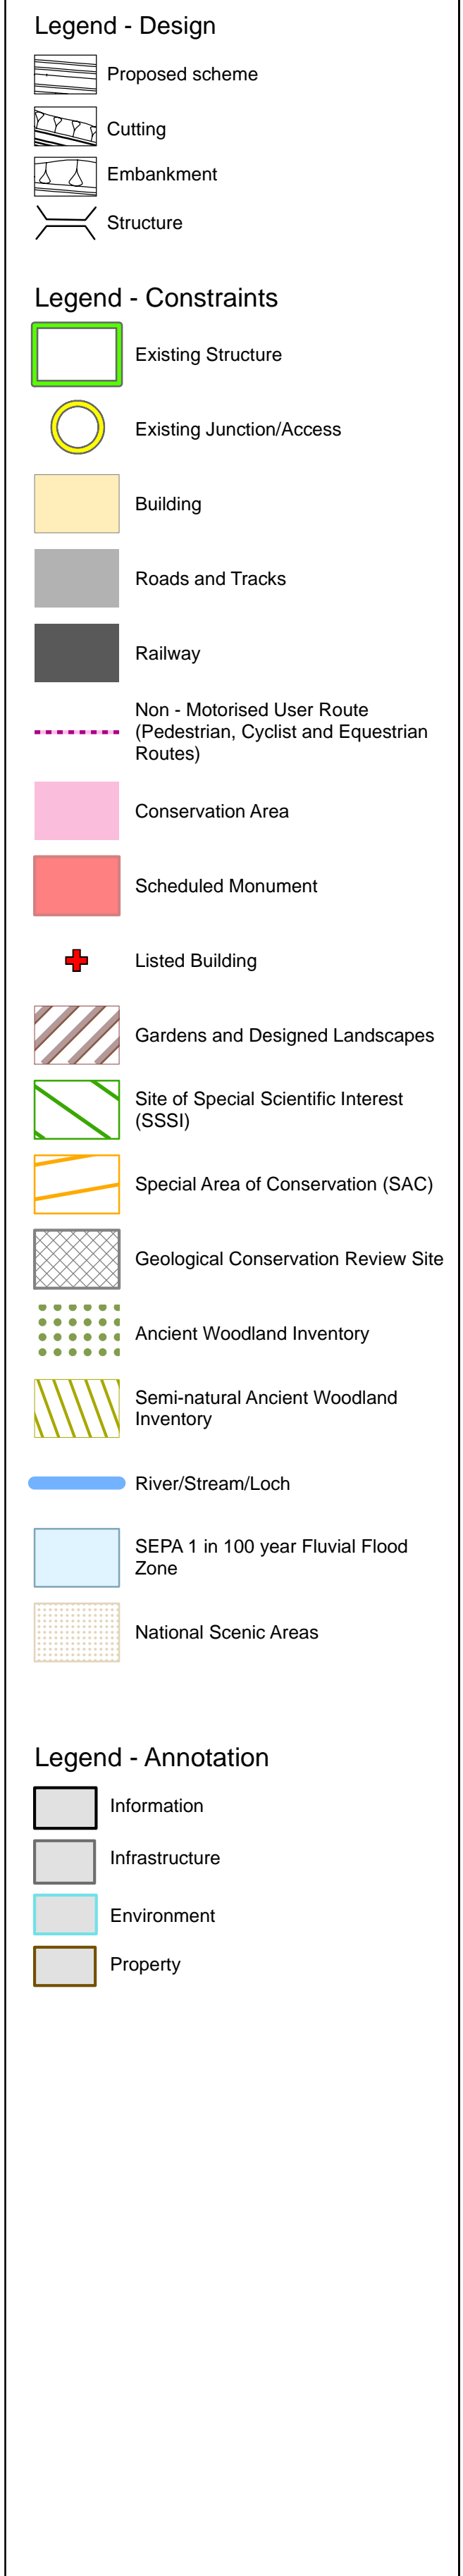 Legend - Design
Proposed scheme
Cutting
Embankment
Structure
Legend - Constraints
Existing Structure
Existing Junction/Access
Building
Roads and Tracks
Railway
Non - Motorised User Route
(Pedestrian, Cyclist and Equestrian
Routes)
Conservation Area
Scheduled Monument
Listed Building
Gardens and Designed Landscapes
Site of Special Scientific Interest
(SSSI)
Special Area of Conservation (SAC)
Geological Conservation Review Site
Ancient Woodland Inventory
Semi-natural Ancient Woodland
Inventory
River/Stream/Loch
SEPA 1 in 100 year Fluvial Flood
Zone
National Scenic Areas
Legend - Annotation
Information
Infrastructure
Environment
Property